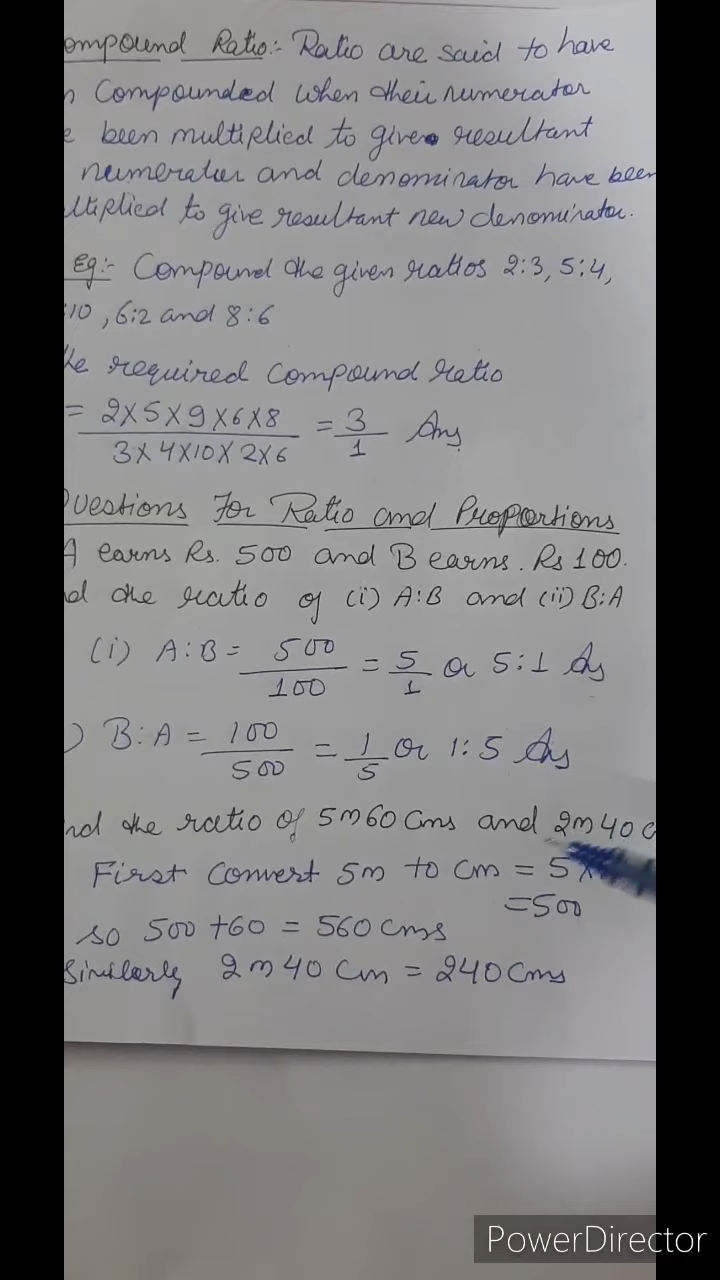 ompound Ratio:- Ratio are said to have
n Compounded when their numerator
e been multiplied to give resultant
numerator and denominator have been
ultiplied to give resultant new denominator.
Eg:- Compound the given ratios 2:3, 5:4,
:10, 6:2 and 8:6
he required compound ratio
= 2X5X9X6X8 / 3X4X10X2X6 = 3/1 Ans
Questions For Ratio and Proportions
A earns Rs. 500 and B earns. Rs 100.
nd the ratio of (i) A:B and (ii) B:A
(i) A:B = 500/100 = 5/1 or 5:1 Ans
) B:A = 100/500 = 1/5 or 1:5 Ans
nd the ratio of 5m60 Cms and 2m 40 c
First Convert 5m to cm = 5X
=500
so 500 +60 = 560 cms
Similarly 2m 40 Cm = 240 Cms
PowerDirector